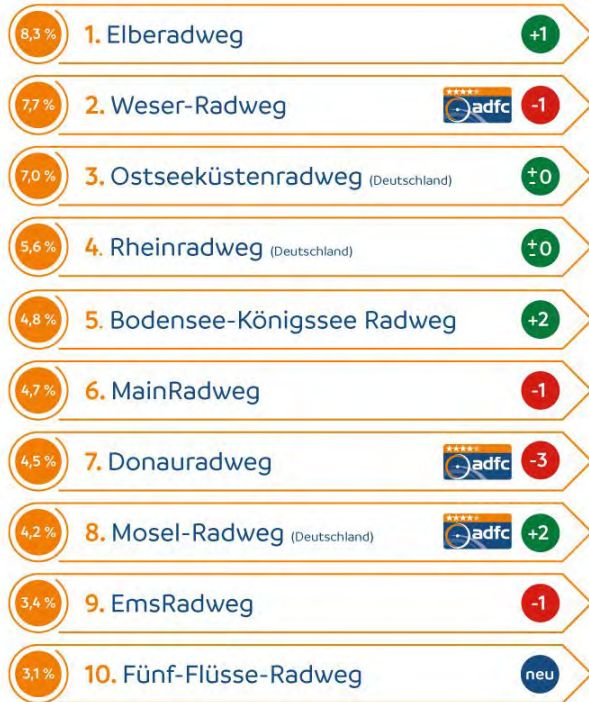 8,3 % 1. Elberadweg +1
7,7 % 2. Weser-Radweg adfc -1
7,0 % 3. Ostseeküstenradweg (Deutschland) ±0
5,6 % 4. Rheinradweg (Deutschland) ±0
4,8 % 5. Bodensee-Königssee Radweg +2
4,7 % 6. MainRadweg -1
4,5 % 7. Donauradweg adfc -3
4,2 % 8. Mosel-Radweg (Deutschland) adfc +2
3,4 % 9. EmsRadweg -1
3,1 % 10. Fünf-Flüsse-Radweg neu